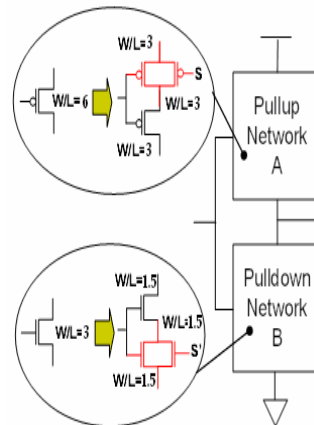 W/L=3
S
W/L=6
W/L=3
W/L=3
Pullup
Network
A
W/L=1.5
W/L=3
W/L=1.5
S'
W/L=1.5
Pulldown
Network
B